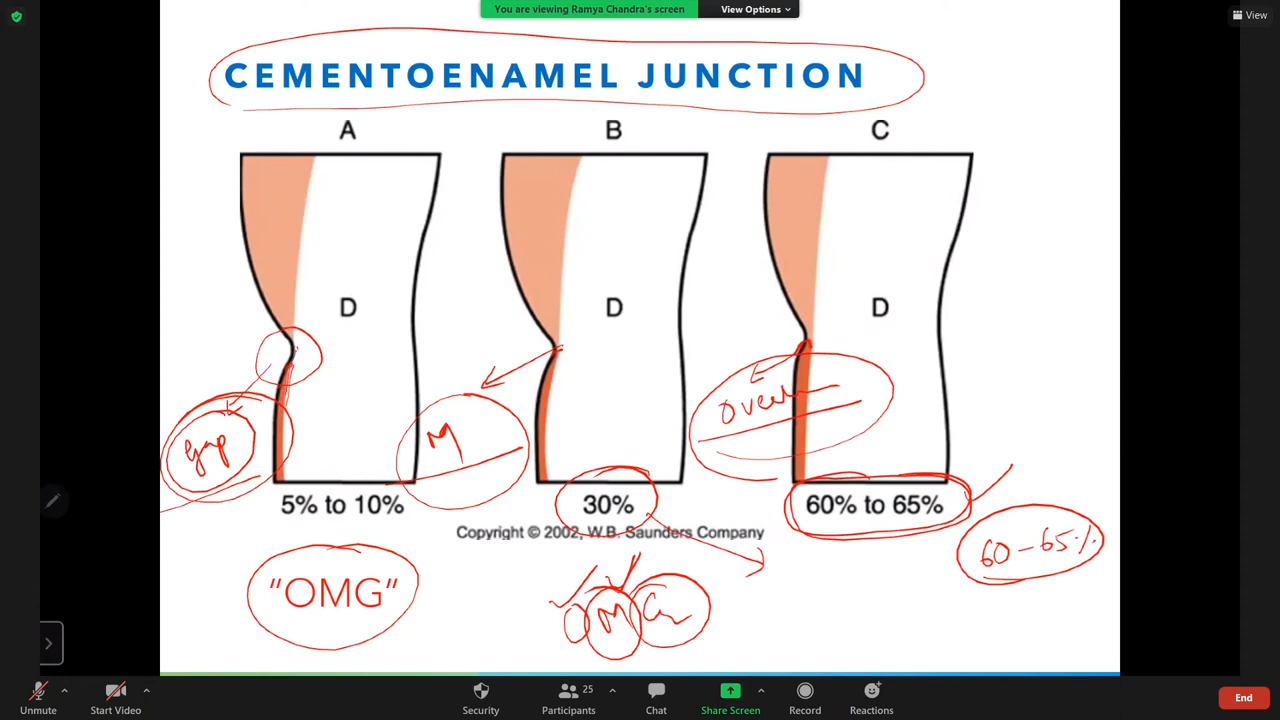 You are viewing Ramya Chandra's screen
View Options
View
CEMENTOENAMEL JUNCTION
A B C
D D D
gap
M
Over
5% to 10% 30% 60% to 65%
Copyright © 2002, W.B. Saunders Company
60-65%
"OMG"
OMG
Unmute
Start Video
Security
Participants 25
Chat
Share Screen
Record
Reactions
End